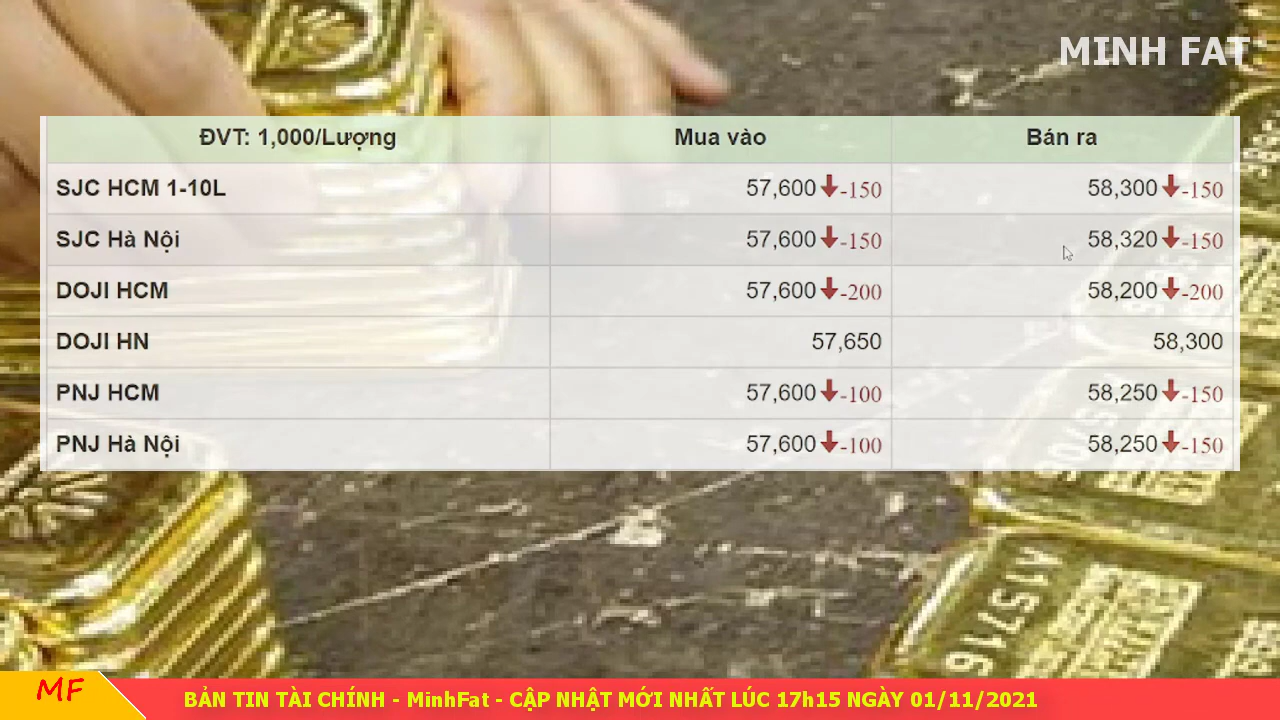 MINH FAT
ĐVT: 1,000/Lượng Mua vào Bán ra
SJC HCM 1-10L 57,600 -150 58,300 -150
SJC Hà Nội 57,600 -150 58,320 -150
DOJI HCM 57,600 -200 58,200 -200
DOJI HN 57,650 58,300
PNJ HCM 57,600 -100 58,250 -150
PNJ Hà Nội 57,600 -100 58,250 -150
A15716
MF
BẢN TIN TÀI CHÍNH - MinhFat - CẬP NHẬT MỚI NHẤT LÚC 17h15 NGÀY 01/11/2021